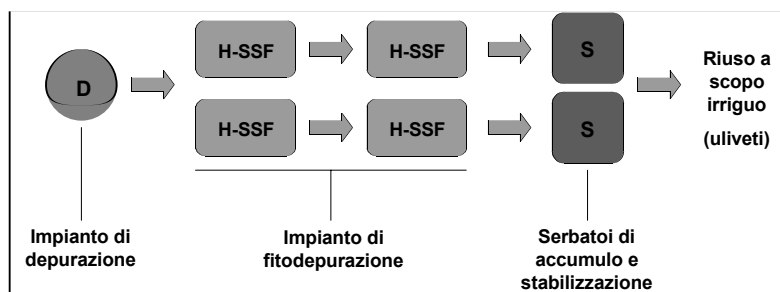 D
H-SSF
H-SSF
S
H-SSF
H-SSF
S
Riuso a
scopo
irriguo
(uliveti)
Impianto di
depurazione
Impianto di
fitodepurazione
Serbatoi di
accumulo e
stabilizzazione